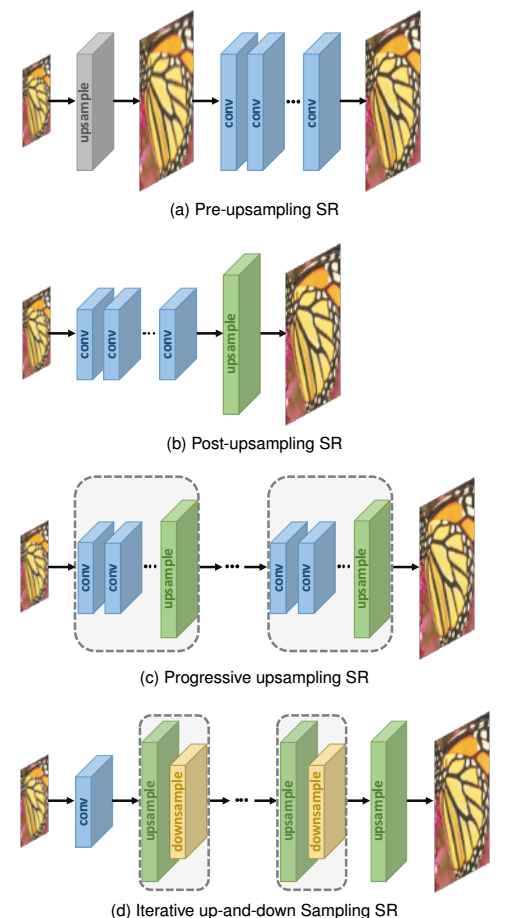 upsample
conv
conv
conv
(a) Pre-upsampling SR
conv
conv
conv
upsample
(b) Post-upsampling SR
conv
conv
upsample
conv
conv
upsample
(c) Progressive upsampling SR
conv
upsample
downsample
upsample
downsample
upsample
(d) Iterative up-and-down Sampling SR